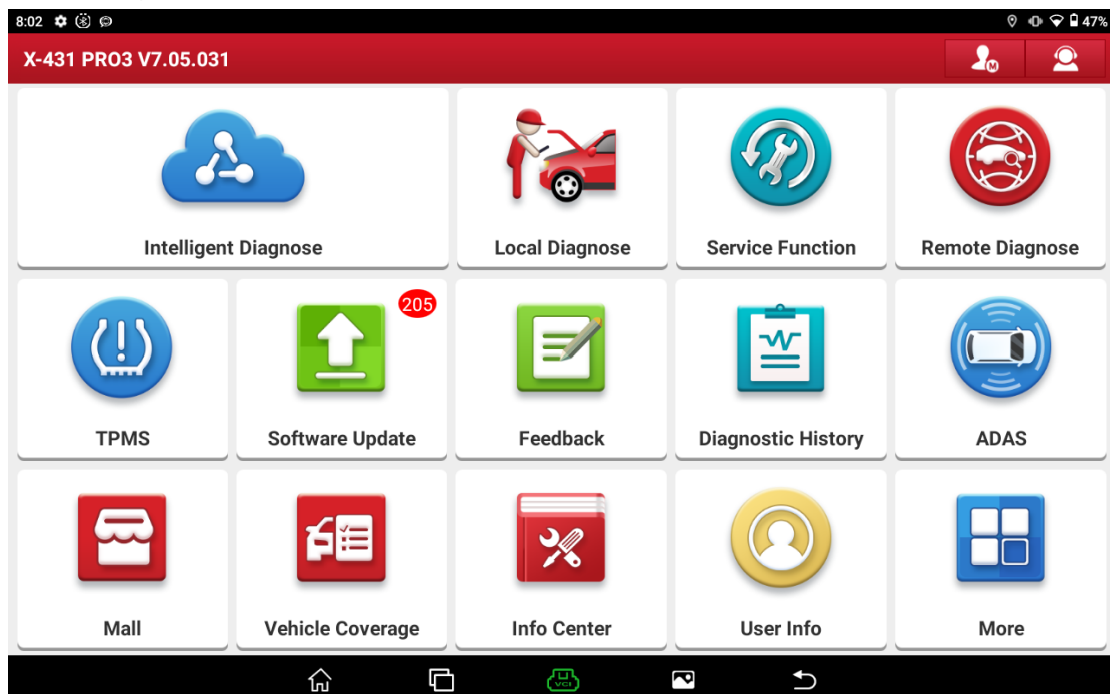 8:02
47%
X-431 PRO3 V7.05.031
M
Intelligent Diagnose
Local Diagnose
Service Function
Remote Diagnose
205
TPMS
Software Update
Feedback
Diagnostic History
ADAS
Mall
Vehicle Coverage
Info Center
User Info
More
VCI